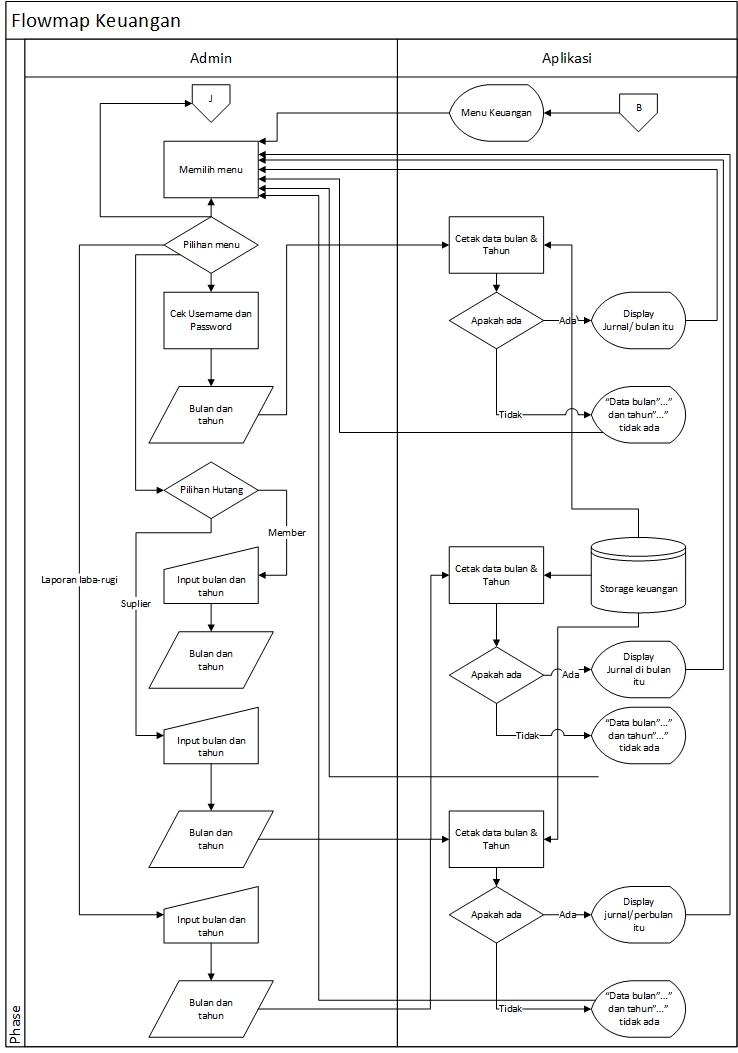 Flowmap Keuangan
Admin
Aplikasi
J
Menu Keuangan
B
Memilih menu
Pilihan menu
Cetak data bulan &
Tahun
Cek Username dan
Password
Apakah ada
Ada`
Display
Jurnal/ bulan itu
Bulan dan
tahun
Tidak
“Data bulan”...”
dan tahun”...”
tidak ada
Pilihan Hutang
Member
Laporan laba-rugi
Suplier
Input bulan dan
tahun
Cetak data bulan &
Tahun
Storage keuangan
Bulan dan
tahun
Apakah ada
Ada
Display
Jurnal di bulan
itu
Input bulan dan
tahun
Tidak
“Data bulan”...”
dan tahun”...”
tidak ada
Bulan dan
tahun
Cetak data bulan &
Tahun
Input bulan dan
tahun
Apakah ada
Ada
Display
jurnal/perbulan
itu
Bulan dan
tahun
Tidak
“Data bulan”...”
dan tahun”...”
tidak ada
Phase